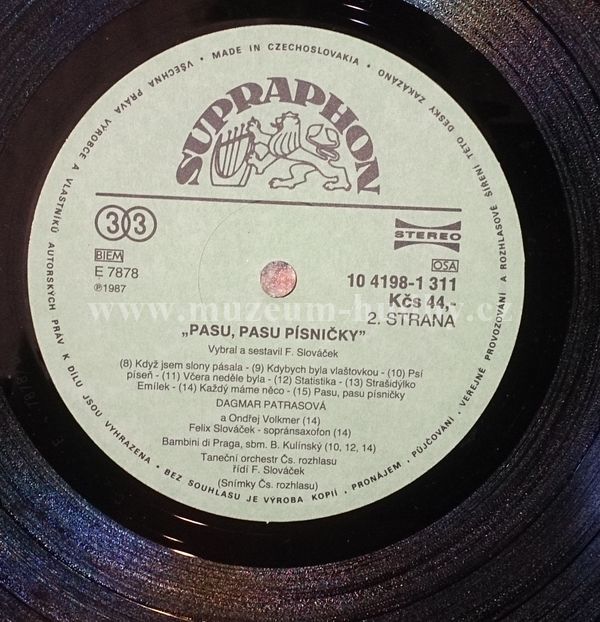 VŠECHNA PRÁVA VÝROBCE A VLASTNÍKŮ AUTORSKÝCH PRÁV K DÍLU JSOU VYHRAZENA • BEZ SOUHLASU JE VÝROBA KOPIÍ, PRONÁJEM, PŮJČOVÁNÍ, VEŘEJNÉ PROVOZOVÁNÍ A ROZHLASOVÉ ŠÍŘENÍ TÉTO DESKY ZAKÁZÁNO
• MADE IN CZECHOSLOVAKIA •
SUPRAPHON
33
STEREO
BIEM
OSA
E 7878
10 4198-1 311
℗1987
Kčs 44,-
www.muzeum-hudby.cz
2. STRANA
„PASU, PASU PÍSNIČKY”
Vybral a sestavil F. Slováček
(8) Když jsem slony pásala - (9) Kdybych byla vlaštovkou - (10) Psí
píseň - (11) Včera neděle byla - (12) Statistika - (13) Strašidýlko
Emílek - (14) Každý máme něco - (15) Pasu, pasu písničky
DAGMAR PATRASOVÁ
a Ondřej Volkmer (14)
Felix Slováček - sopránsaxofon (14)
Bambini di Praga, sbm. B. Kulínský (10, 12, 14)
Taneční orchestr Čs. rozhlasu
řídí F. Slováček
(Snímky Čs. rozhlasu)